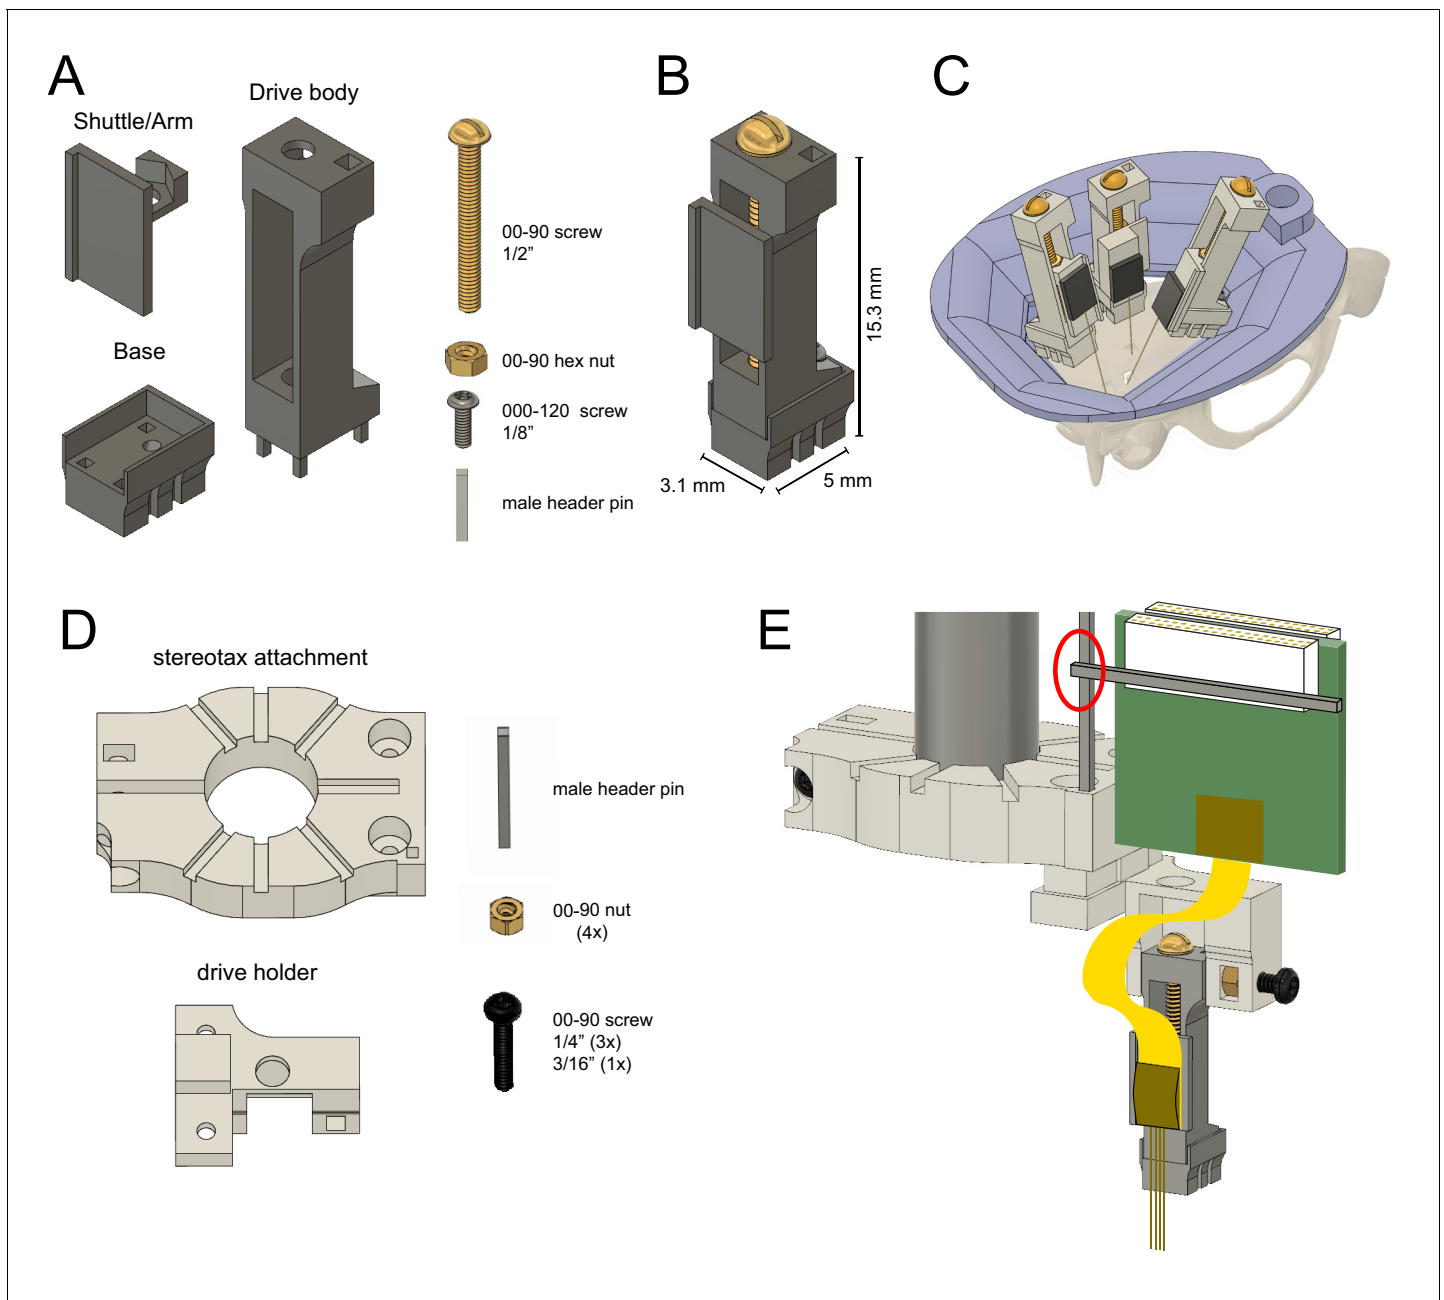 A
Shuttle/Arm
Drive body
00-90 screw
1/2”
Base
00-90 hex nut
000-120 screw
1/8”
male header pin
B
15.3 mm
3.1 mm
5 mm
C
D
stereotax attachment
male header pin
00-90 nut
(4x)
drive holder
00-90 screw
1/4” (3x)
3/16” (1x)
E